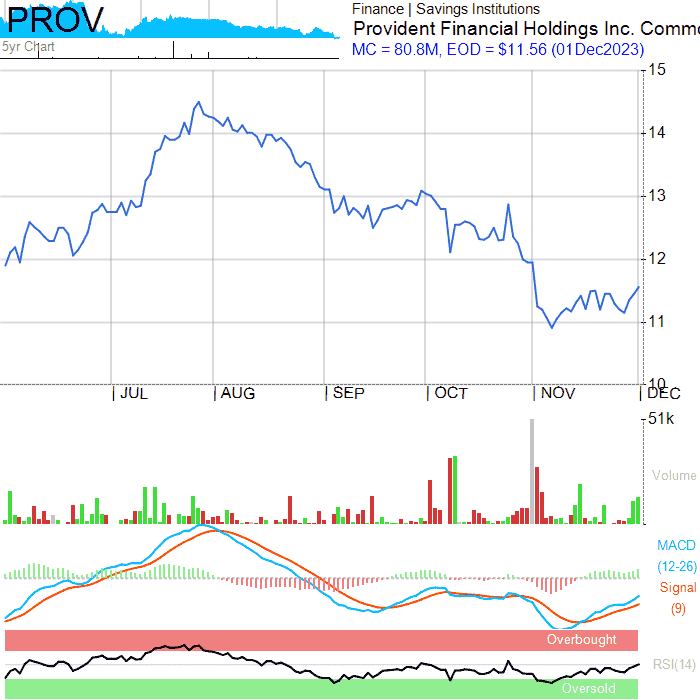 PROV
5yr Chart
Finance | Savings Institutions
Provident Financial Holdings Inc. Commo
MC = 80.8M, EOD = $11.56 (01Dec2023)
15
14
13
12
11
10
JUL AUG SEP OCT NOV DEC
51k
Volume
MACD
(12-26)
Signal
(9)
Overbought
RSI(14)
Oversold